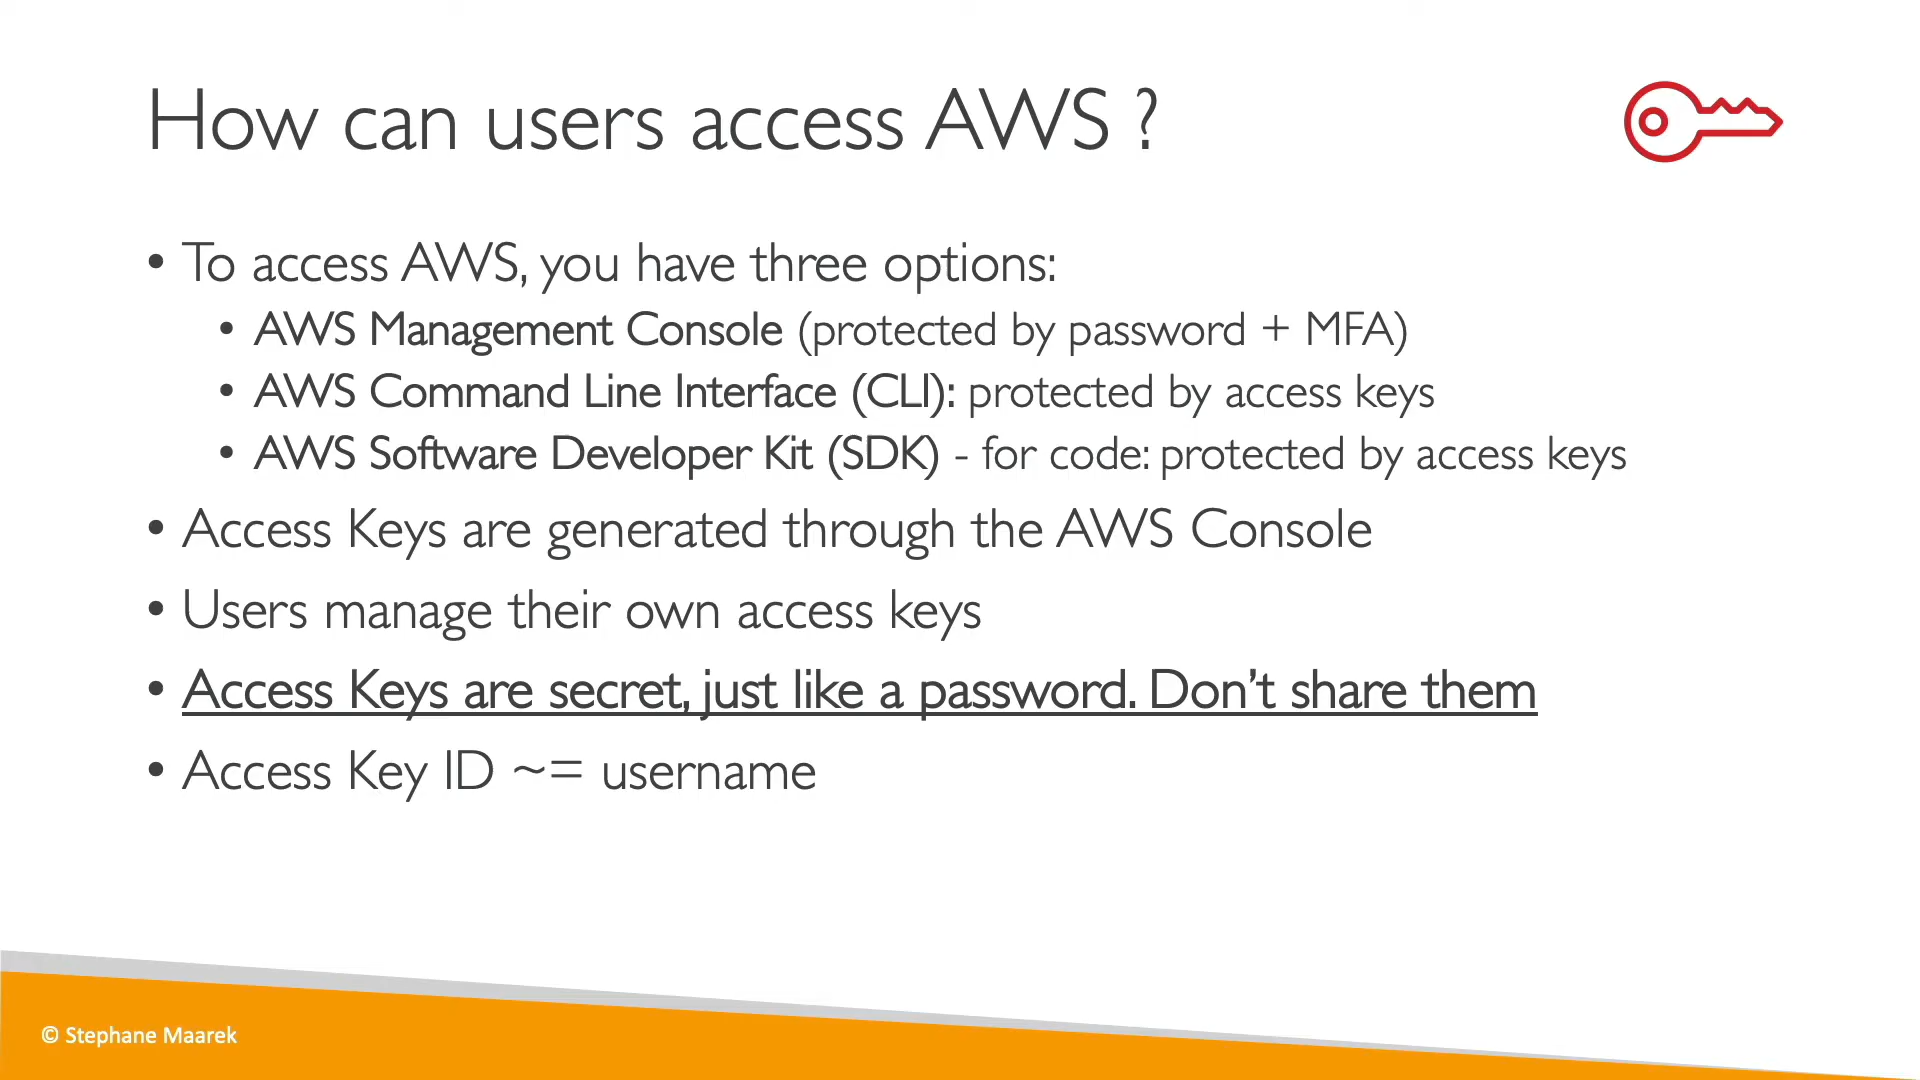 How can users access AWS ?
• To access AWS, you have three options:
• AWS Management Console (protected by password + MFA)
• AWS Command Line Interface (CLI): protected by access keys
• AWS Software Developer Kit (SDK) - for code: protected by access keys
• Access Keys are generated through the AWS Console
• Users manage their own access keys
• Access Keys are secret, just like a password. Don’t share them
• Access Key ID ~= username
© Stephane Maarek